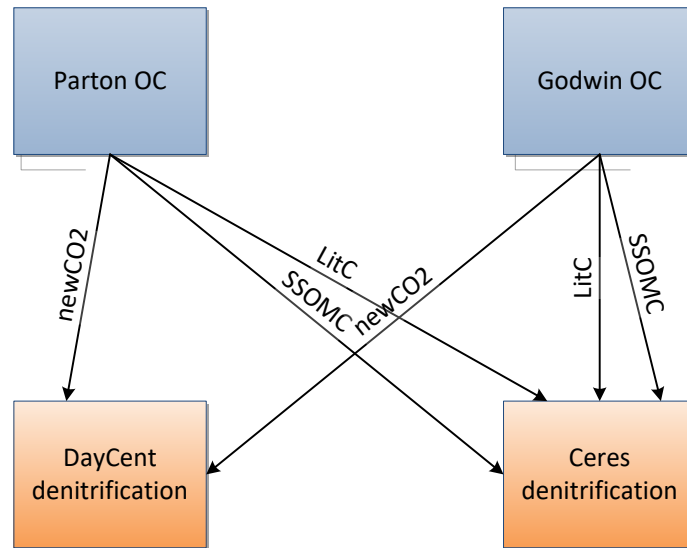 Parton OC
Godwin OC
newCO2
LitC
SSOMC
newCO2
LitC
SSOMC
DayCent
denitrification
Ceres
denitrification